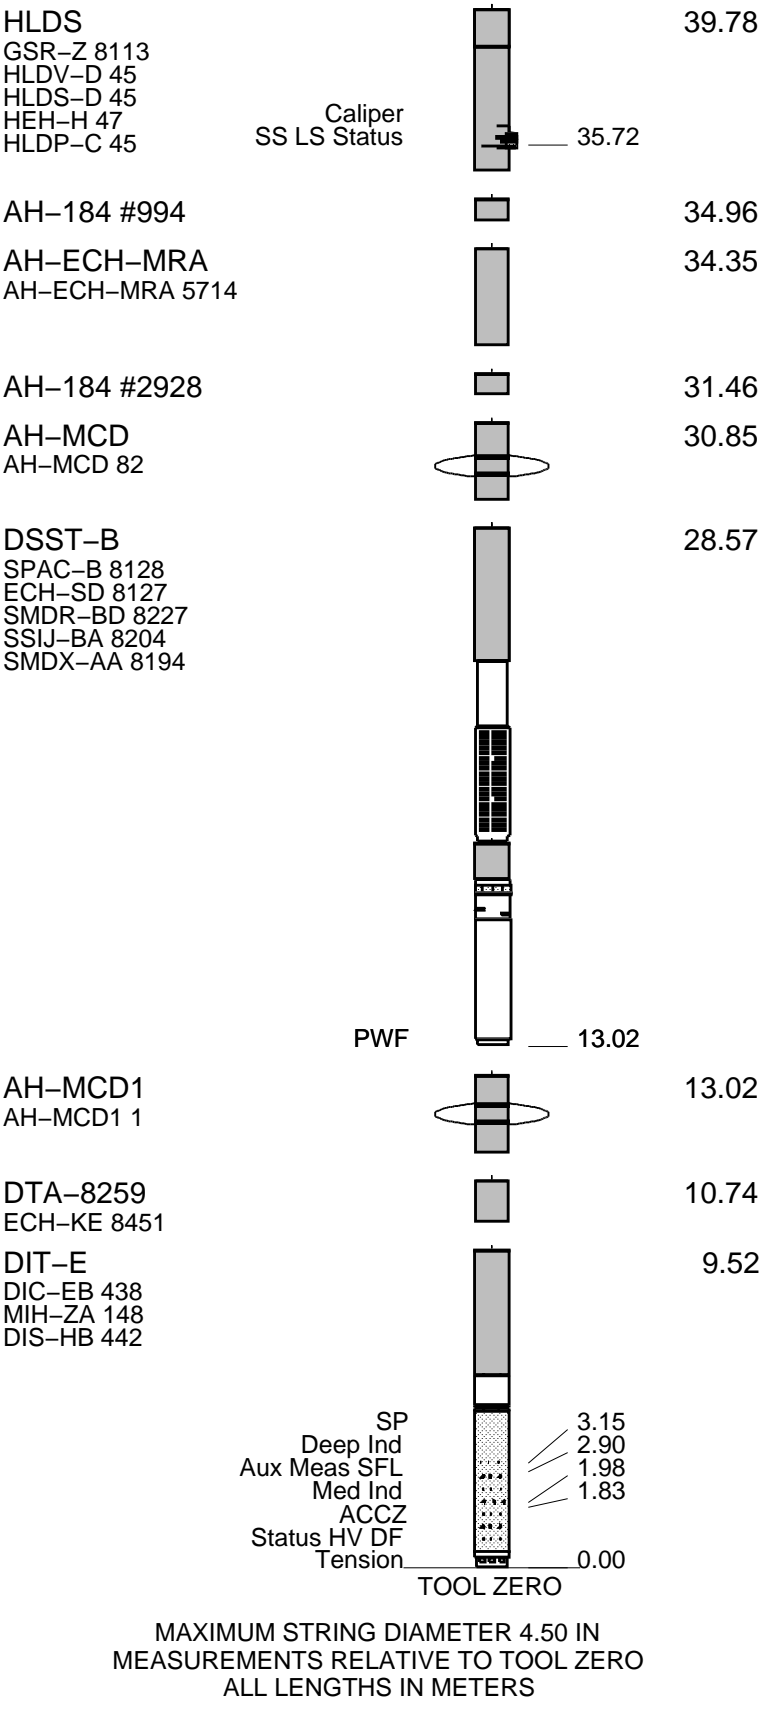 HLDS 39.78
GSR–Z 8113
HLDV–D 45
HLDS–D 45
HEH–H 47
HLDP–C 45
Caliper
SS LS Status 35.72
AH–184 #994 34.96
AH–ECH–MRA 34.35
AH–ECH–MRA 5714
AH–184 #2928 31.46
AH–MCD 30.85
AH–MCD 82
DSST–B 28.57
SPAC–B 8128
ECH–SD 8127
SMDR–BD 8227
SSIJ–BA 8204
SMDX–AA 8194
PWF 13.02
AH–MCD1 13.02
AH–MCD1 1
DTA–8259 10.74
ECH–KE 8451
DIT–E 9.52
DIC–EB 438
MIH–ZA 148
DIS–HB 442
SP 3.15
Deep Ind 2.90
Aux Meas SFL 1.98
Med Ind 1.83
ACCZ
Status HV DF
Tension 0.00
TOOL ZERO
MAXIMUM STRING DIAMETER 4.50 IN
MEASUREMENTS RELATIVE TO TOOL ZERO
ALL LENGTHS IN METERS